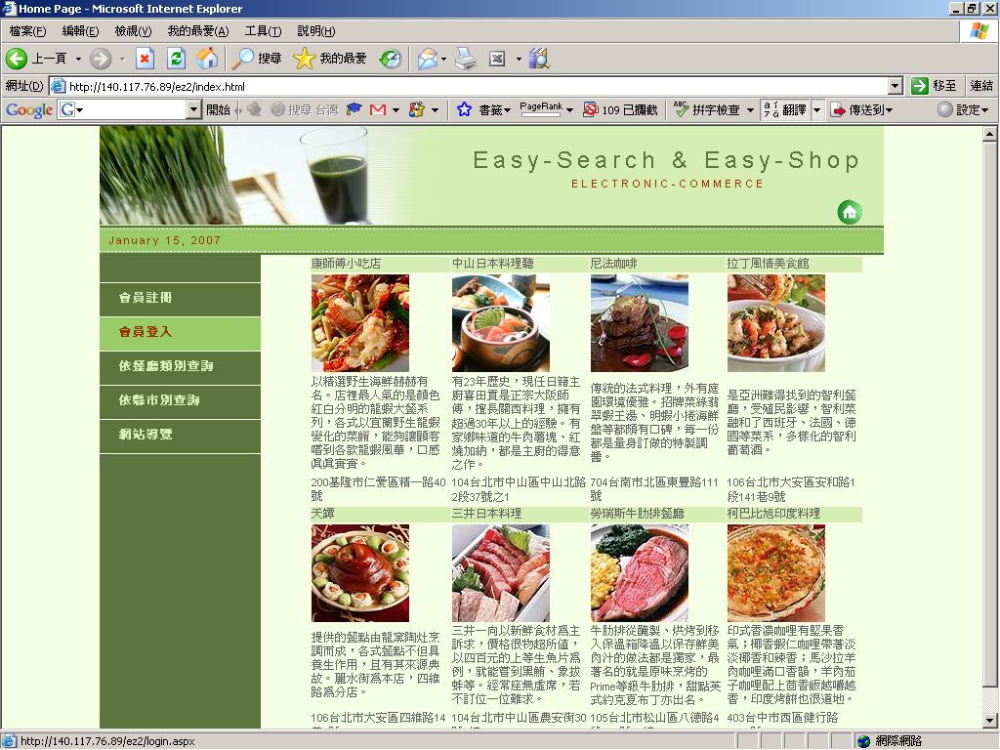 Home Page - Microsoft Internet Explorer
檔案(F) 編輯(E) 檢視(V) 我的最愛(A) 工具(T) 說明(H)
上一頁 搜尋 我的最愛
網址(D) http://140.117.76.89/ez2/index.html 移至 連結
Google G 開始 搜尋 台灣 書籤 PageRank 109 已攔截 ABC 拼字檢查 翻譯 傳送到 設定
Easy-Search & Easy-Shop
ELECTRONIC-COMMERCE
January 15, 2007
會員註冊
會員登入
依餐廳類別查詢
依縣市別查詢
網站導覽
康師傅小吃店
以精選野生海鮮赫赫有
名。店裡最人氣的是顏色
紅白分明的龍蝦大餐系
列，各式以宜蘭野生龍蝦
變化的菜餚，能夠讓顧客
嚐到各款龍蝦風華，口感
真真實實。
200基隆市仁愛區精一路40
號
中山日本料理聽
有23年歷史，現任日籍主
廚喜田貢是正宗大阪師
傅，擅長關西料理，擁有
超過30年以上的經驗。有
家鄉味道的牛肉薯塊、紅
燒加納，都是主廚的得意
之作。
104台北市中山區中山北路
2段37號之1
尼法咖啡
傳統的法式料理，外有庭
園環境優雅。招牌菜綠翡
翠蝦王湯、明蝦小捲海鮮
盤等都頗有口碑，每一份
都是量身訂做的特製調
醬。
704台南市北區東豐路111
號
拉丁風情美食館
是亞洲難得找到的智利餐
廳，受殖民影響，智利菜
融和了西班牙、法國、德
國等菜系，多樣化的智利
葡萄酒。
106台北市大安區安和路1
段141巷9號
天罈
提供的餐點由龍窯陶灶烹
調而成，各式餐點不但具
養生作用，且有其來源典
故。麗水街為本店，四維
路為分店。
106台北市大安區四維路14
三井日本料理
三井一向以新鮮食材為主
訴求，價格很物超所值，
以四百元的上等生魚片為
例，就能嘗到黑鮪、象拔
蚌等。經常座無虛席，若
不訂位一位難求。
104台北市中山區農安街30
勞瑞斯牛肋排餐廳
牛肋排從醃製、烘烤到移
入保溫箱降溫以保存鮮美
肉汁的做法都是獨家，最
著名的就是原味烹烤的
Prime等級牛肋排，甜點英
式約克夏布丁亦出名。
105台北市松山區八德路4
柯巴比旭印度料理
印式香濃咖哩有堅果香
氣；椰香蝦仁咖哩帶著淡
淡椰香和辣香；馬沙拉羊
肉咖哩滿口香韻，羊肉茄
子咖哩配上茴香飯越嚼越
香，印度烤餅也很道地。
403台中市西區健行路
http://140.117.76.89/ez2/login.aspx 網際網路